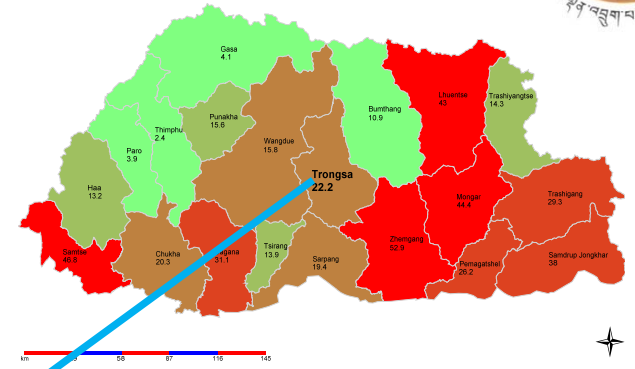 Gasa
4.1
Bumthang
10.9
Lhuentse
43
Trashiyangtse
14.3
Punakha
15.6
Thimphu
2.4
Wangdue
15.8
Paro
3.9
Trongsa
22.2
Haa
13.2
Mongar
44.4
Trashigang
29.3
Samtse
Chukha
20.3
agana
31.1
Tsirang
13.9
Sarpang
19.4
Zhemgang
52.9
Pemagatshel
26.2
Samdrup Jongkhar
38
km 9 58 87 116 145